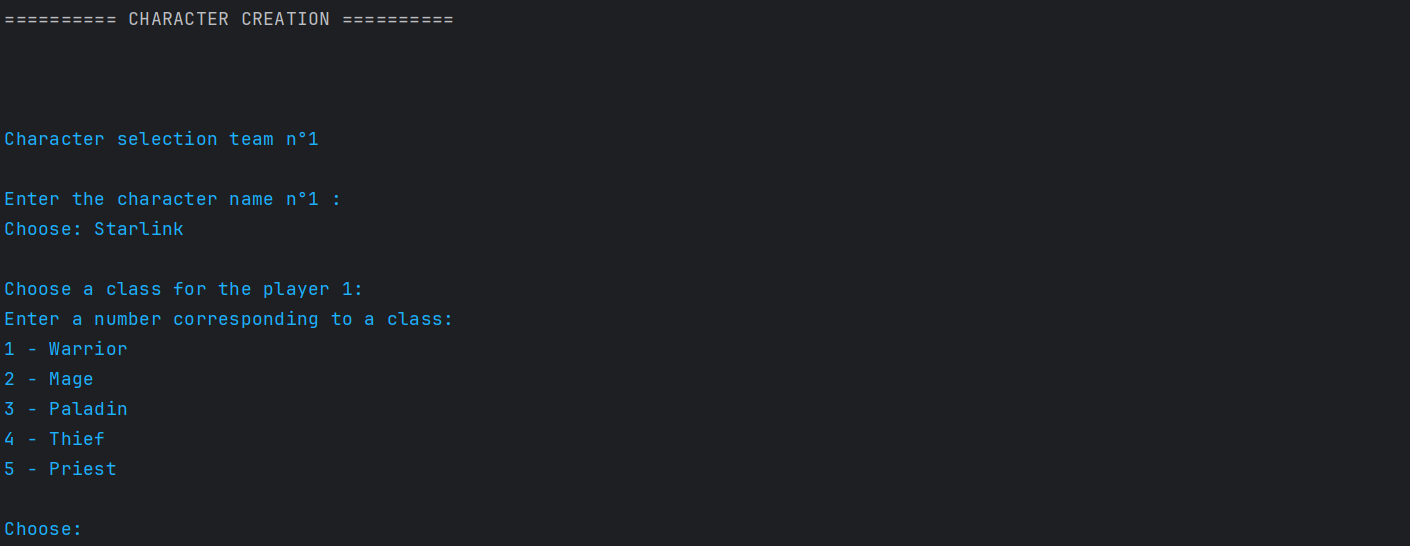 ========== CHARACTER CREATION ==========
Character selection team n°1
Enter the character name n°1 :
Choose: Starlink
Choose a class for the player 1:
Enter a number corresponding to a class:
1 - Warrior
2 - Mage
3 - Paladin
4 - Thief
5 - Priest
Choose: